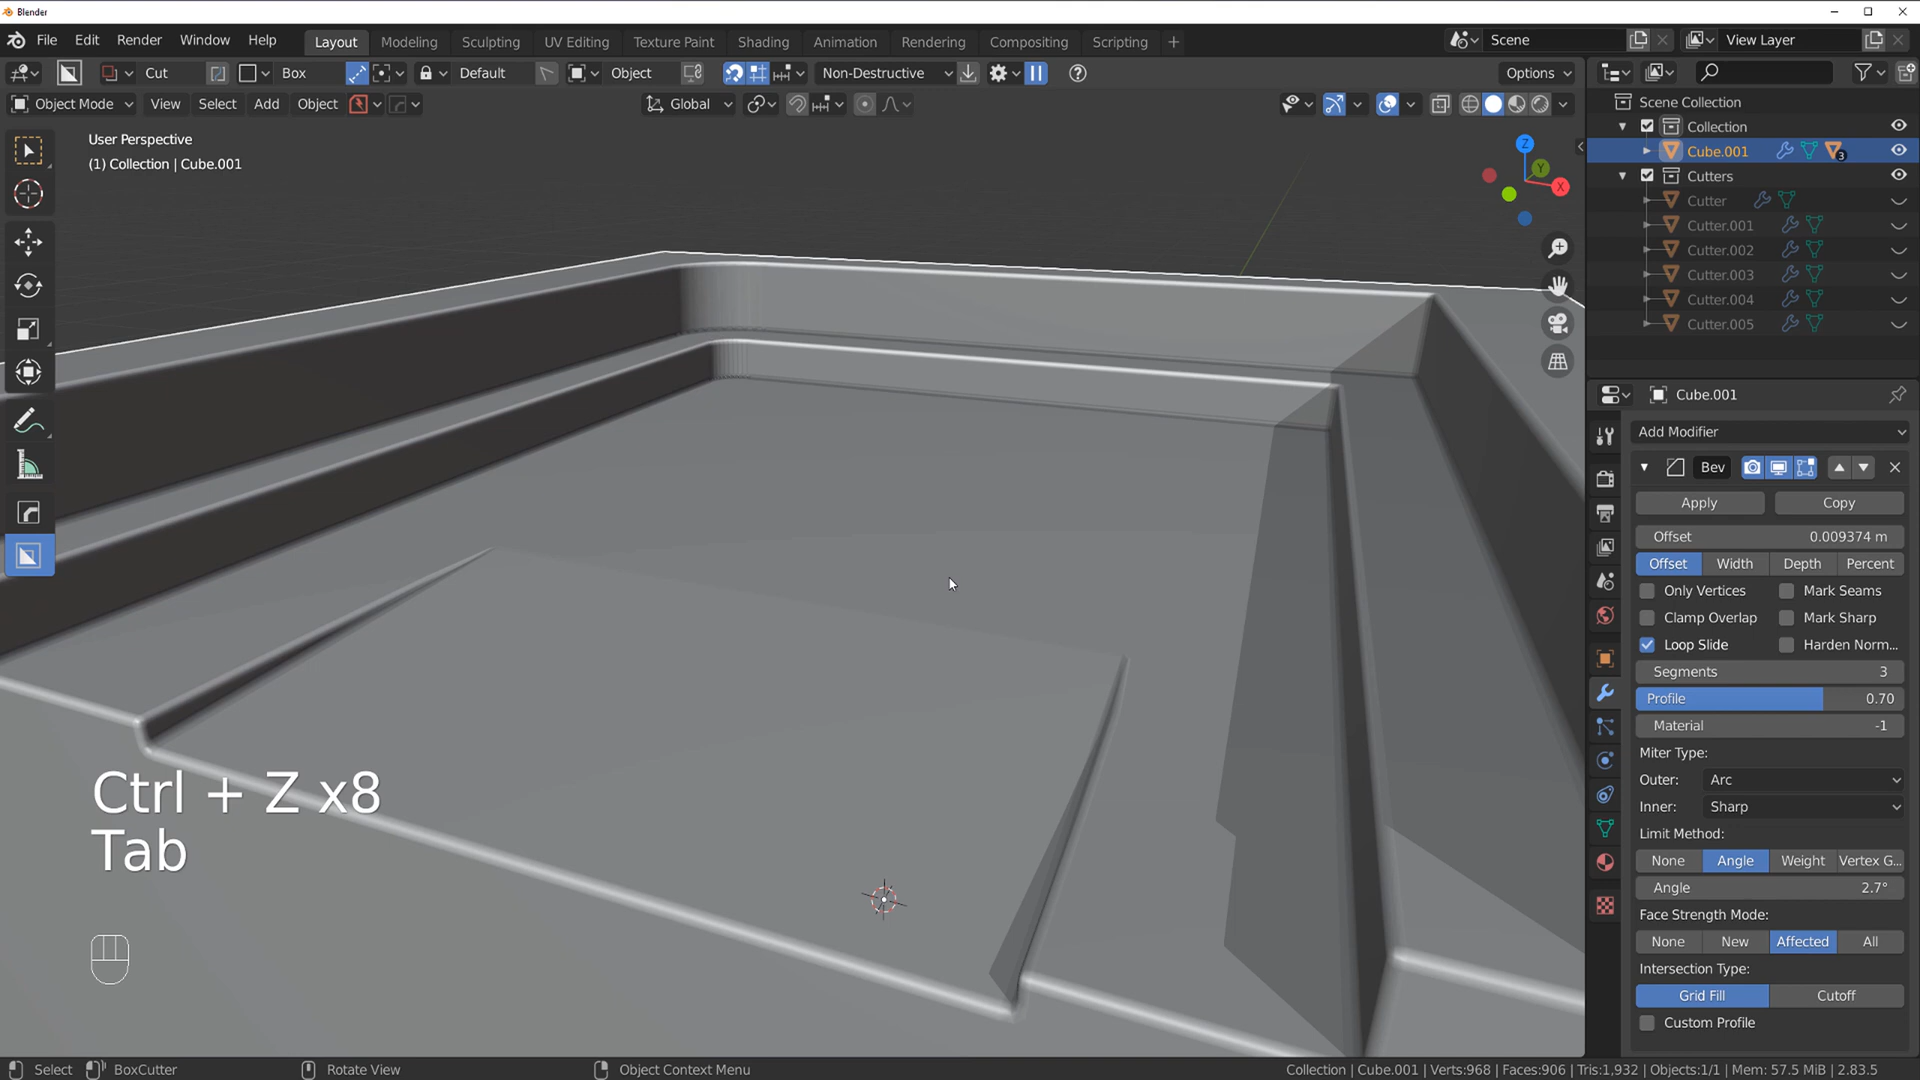 Blender
File Edit Render Window Help Layout Modeling Sculpting UV Editing Texture Paint Shading Animation Rendering Compositing Scripting + Scene View Layer
Cut Box Default Object Non-Destructive Options
Object Mode View Select Add Object Global
User Perspective
(1) Collection | Cube.001
Z
Y
X
Ctrl + Z x8
Tab
Scene Collection
Collection
Cube.001 3
Cutters
Cutter
Cutter.001
Cutter.002
Cutter.003
Cutter.004
Cutter.005
Cube.001
Add Modifier
Bev
Apply Copy
Offset 0.009374 m
Offset Width Depth Percent
Only Vertices Mark Seams
Clamp Overlap Mark Sharp
Loop Slide Harden Norm...
Segments 3
Profile 0.70
Material -1
Miter Type:
Outer: Arc
Inner: Sharp
Limit Method:
None Angle Weight Vertex G...
Angle 2.7°
Face Strength Mode:
None New Affected All
Intersection Type:
Grid Fill Cutoff
Custom Profile
Select BoxCutter Rotate View Object Context Menu Collection | Cube.001 | Verts:968 | Faces:906 | Tris:1,932 | Objects:1/1 | Mem: 57.5 MiB | 2.83.5